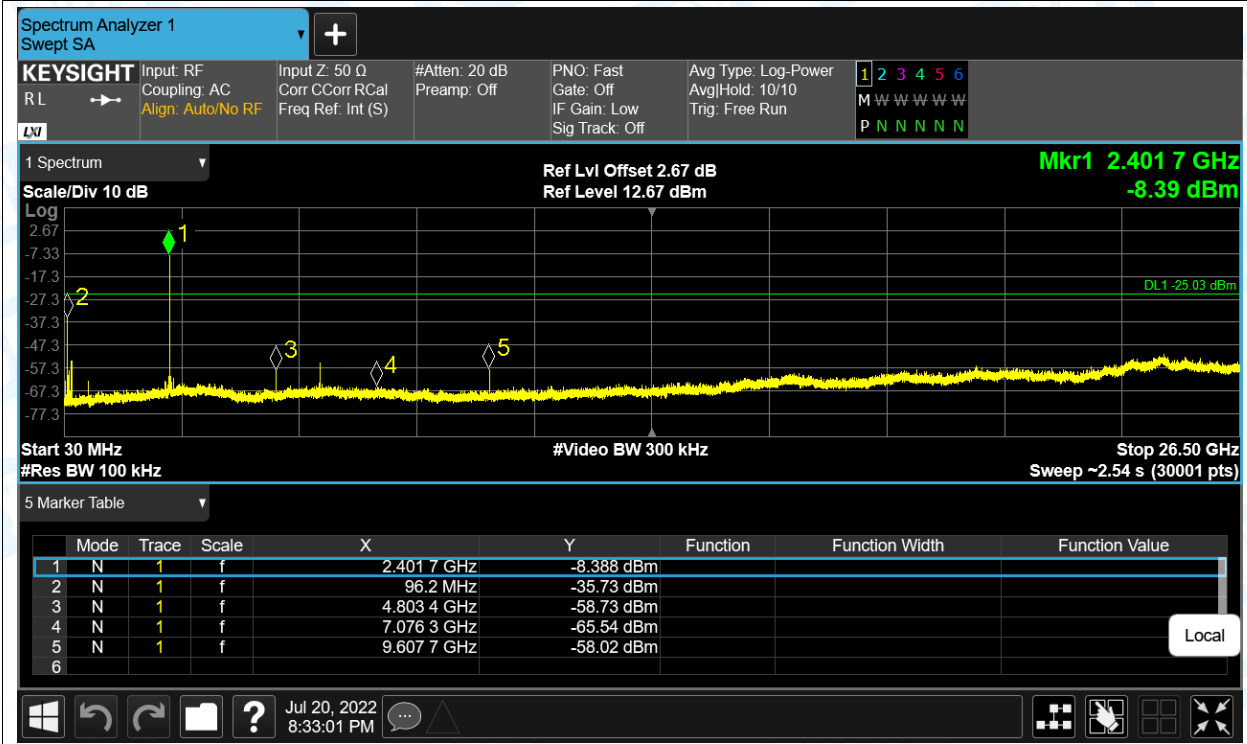 Spectrum Analyzer 1
Swept SA
+
KEYSIGHT
R L
LXI
Input: RF
Coupling: AC
Align: Auto/No RF
Input Z: 50 Ω
Corr CCorr RCal
Freq Ref: Int (S)
#Atten: 20 dB
Preamp: Off
PNO: Fast
Gate: Off
IF Gain: Low
Sig Track: Off
Avg Type: Log-Power
Avg|Hold: 10/10
Trig: Free Run
1 2 3 4 5 6
M W W W W W
P N N N N N
1 Spectrum
Scale/Div 10 dB
Ref Lvl Offset 2.67 dB
Ref Level 12.67 dBm
Mkr1 2.401 7 GHz
-8.39 dBm
Log
2.67
-7.33
-17.3
-27.3
-37.3
-47.3
-57.3
-67.3
-77.3
1
2
3
4
5
DL1 -25.03 dBm
Start 30 MHz
#Video BW 300 kHz
Stop 26.50 GHz
#Res BW 100 kHz
Sweep ~2.54 s (30001 pts)
5 Marker Table
Mode Trace Scale X Y Function Function Width Function Value
1 N 1 f 2.401 7 GHz -8.388 dBm
2 N 1 f 96.2 MHz -35.73 dBm
3 N 1 f 4.803 4 GHz -58.73 dBm
4 N 1 f 7.076 3 GHz -65.54 dBm
5 N 1 f 9.607 7 GHz -58.02 dBm
6
Local
?
Jul 20, 2022
8:33:01 PM